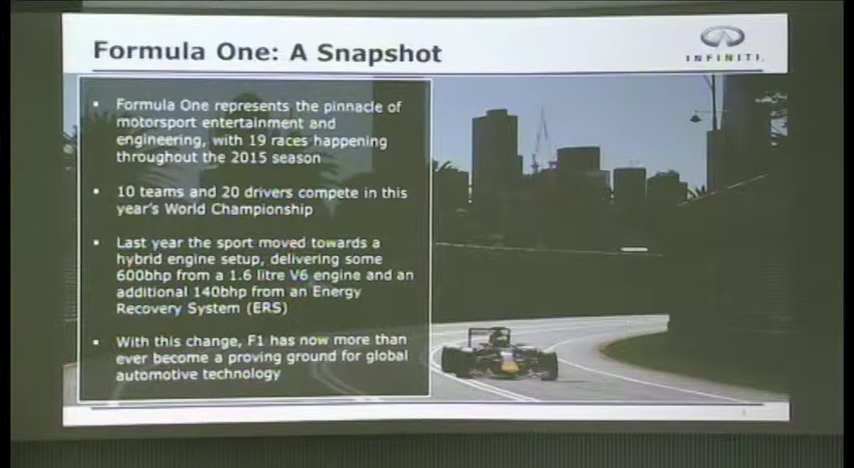 Formula One: A Snapshot
INFINITI.
▪ Formula One represents the pinnacle of
motorsport entertainment and
engineering, with 19 races happening
throughout the 2015 season
▪ 10 teams and 20 drivers compete in this
year's World Championship
▪ Last year the sport moved towards a
hybrid engine setup, delivering some
600bhp from a 1.6 litre V6 engine and an
additional 140bhp from an Energy
Recovery System (ERS)
▪ With this change, F1 has now more than
ever become a proving ground for global
automotive technology